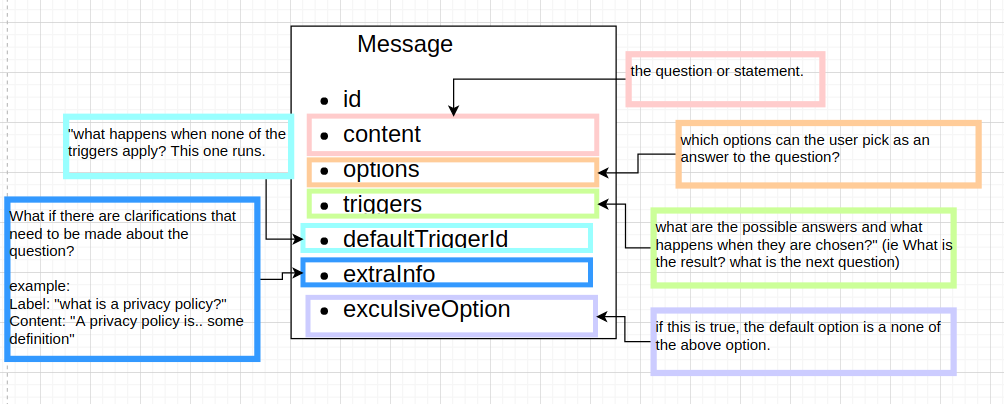 Message
id
content
options
triggers
defaultTriggerId
extraInfo
exculsiveOption
the question or statement.
which options can the user pick as an
answer to the question?
what are the possible answers and what
happens when they are chosen?" (ie What is
the result? what is the next question)
if this is true, the default option is a none of
the above option.
"what happens when none of the
triggers apply? This one runs.
What if there are clarifications that
need to be made about the
question?
example:
Label: "what is a privacy policy?"
Content: "A privacy policy is.. some
definition"